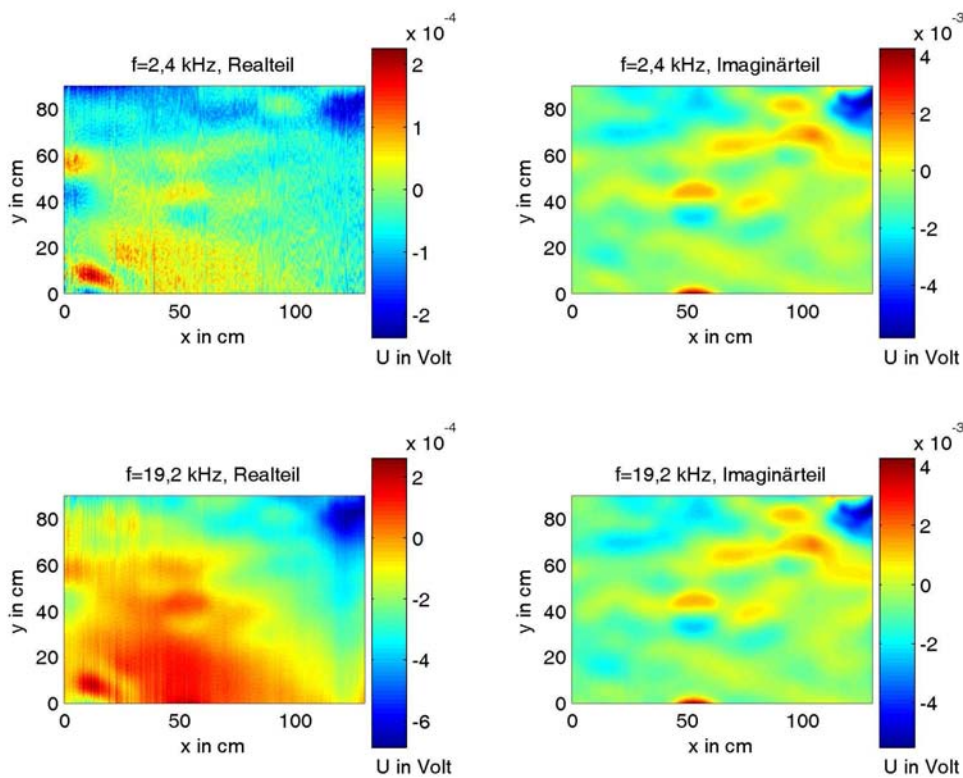 x 10⁻⁴
f=2,4 kHz, Realteil
80
60
40
20
0
y in cm
0
50
100
x in cm
2
1
0
-1
-2
U in Volt
x 10⁻³
f=2,4 kHz, Imaginärteil
80
60
40
20
0
y in cm
0
50
100
x in cm
4
2
0
-2
-4
U in Volt
x 10⁻⁴
f=19,2 kHz, Realteil
80
60
40
20
0
y in cm
0
50
100
x in cm
2
0
-2
-4
-6
U in Volt
x 10⁻³
f=19,2 kHz, Imaginärteil
80
60
40
20
0
y in cm
0
50
100
x in cm
4
2
0
-2
-4
U in Volt